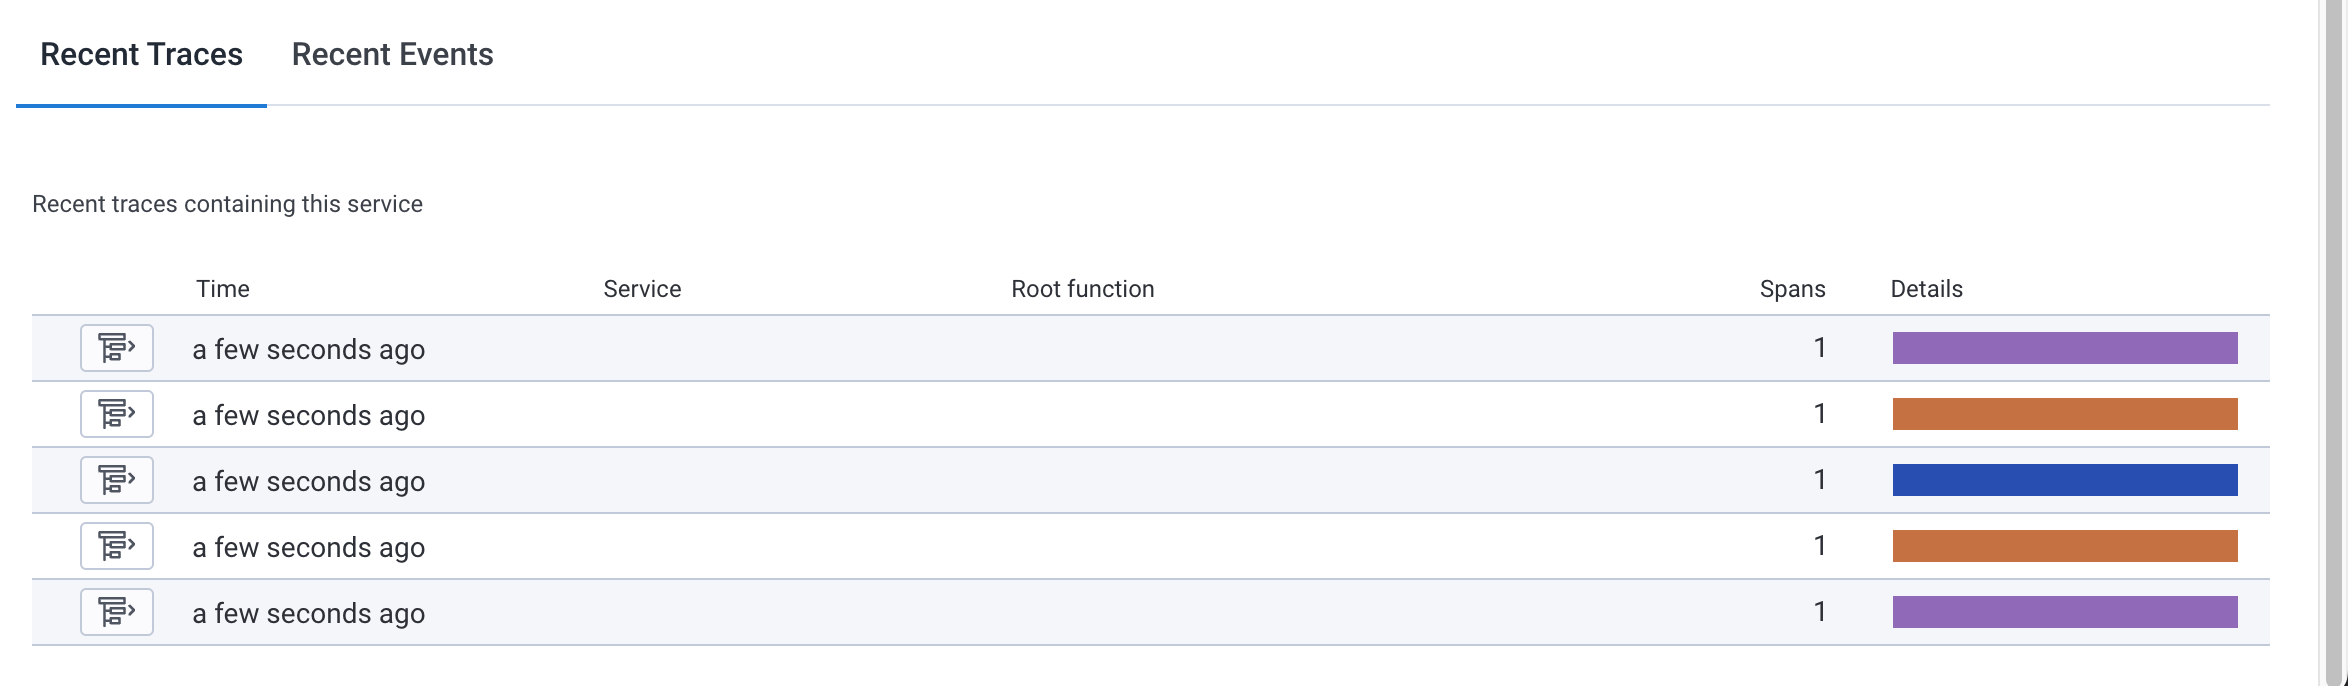 Recent Traces Recent Events
Recent traces containing this service
Time Service Root function Spans Details
a few seconds ago 1
a few seconds ago 1
a few seconds ago 1
a few seconds ago 1
a few seconds ago 1